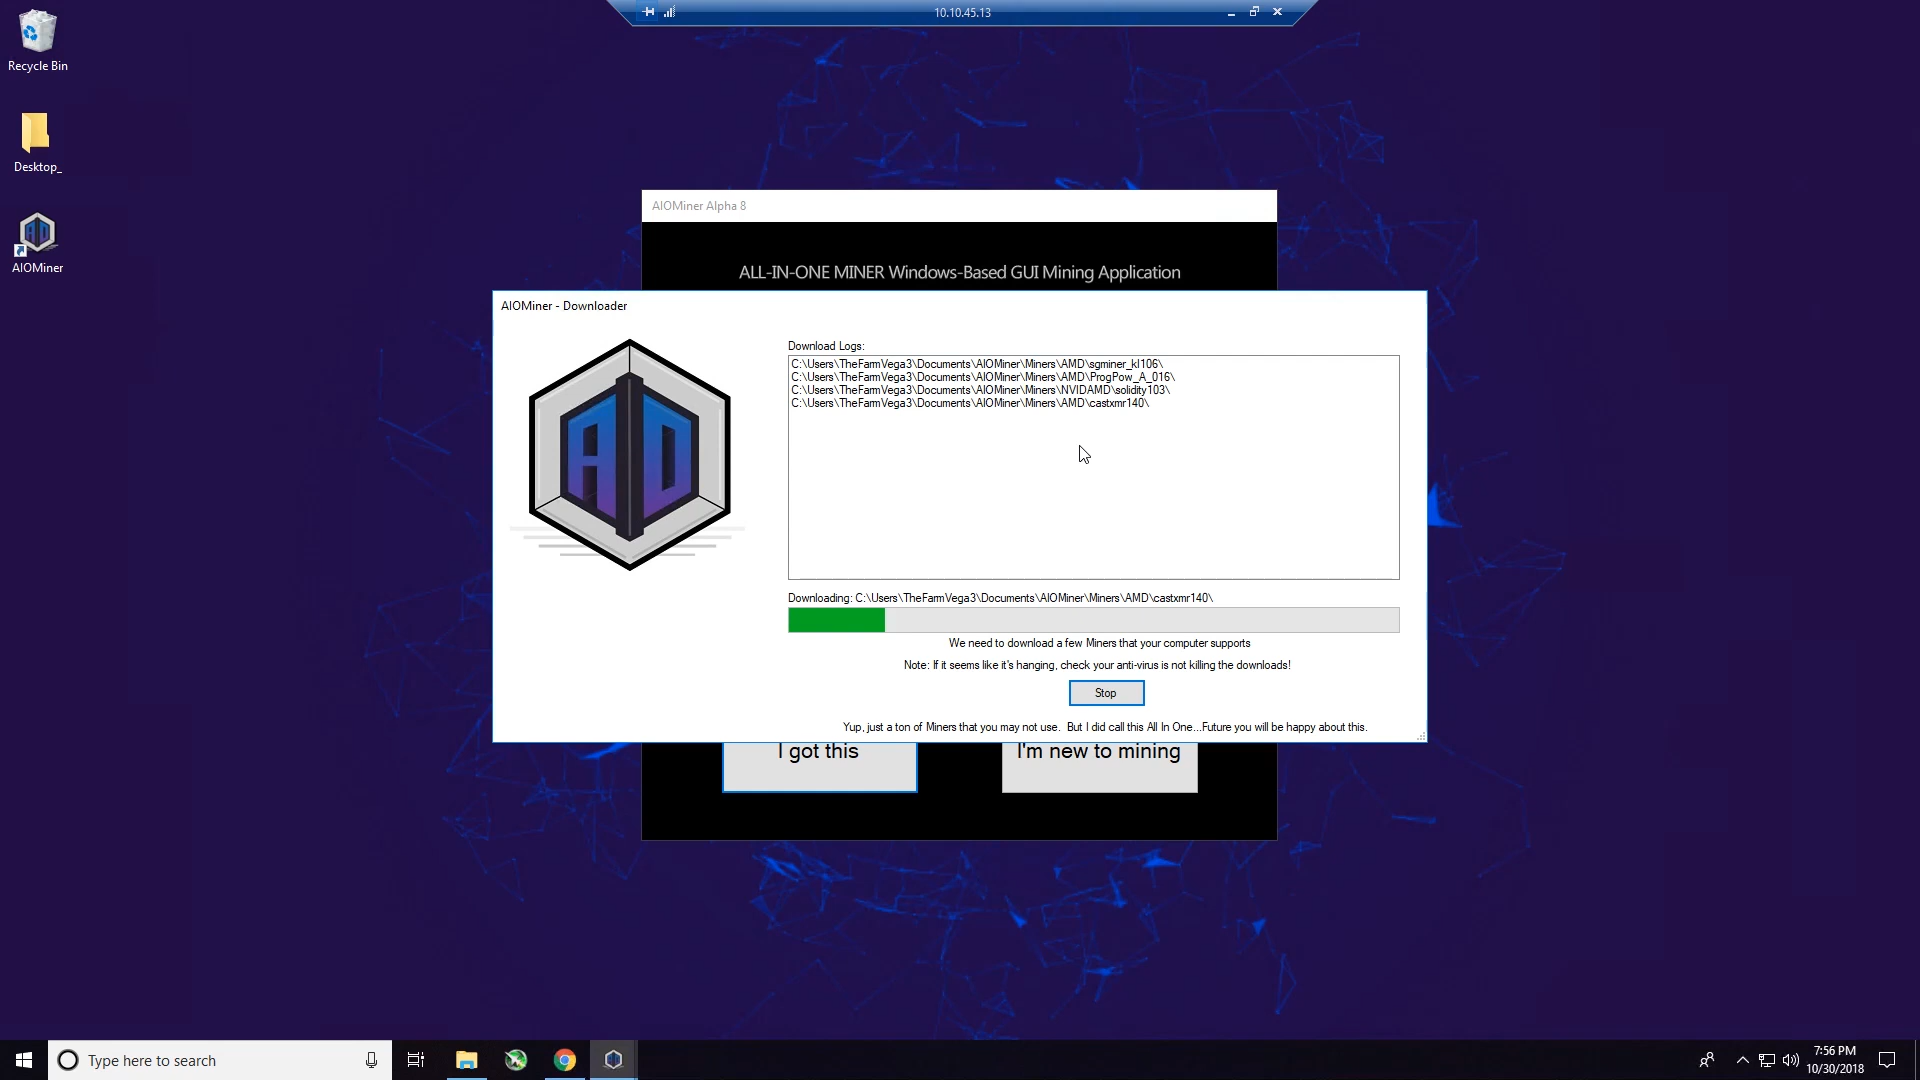 10.10.45.13
Recycle Bin
Desktop_
AIOMiner
AIOMiner Alpha 8
ALL-IN-ONE MINER Windows-Based GUI Mining Application
AIOMiner - Downloader
AD
Download Logs:
C:\Users\TheFarmVega3\Documents\AIOMiner\Miners\AMD\sgminer_kl106\
C:\Users\TheFarmVega3\Documents\AIOMiner\Miners\AMD\ProgPow_A_016\
C:\Users\TheFarmVega3\Documents\AIOMiner\Miners\NVIDAMD\solidity103\
C:\Users\TheFarmVega3\Documents\AIOMiner\Miners\AMD\castxmr140\
Downloading: C:\Users\TheFarmVega3\Documents\AIOMiner\Miners\AMD\castxmr140\
We need to download a few Miners that your computer supports
Note: If it seems like it's hanging, check your anti-virus is not killing the downloads!
Stop
Yup, just a ton of Miners that you may not use. But I did call this All In One...Future you will be happy about this.
I got this
I'm new to mining
Type here to search
7:56 PM
10/30/2018